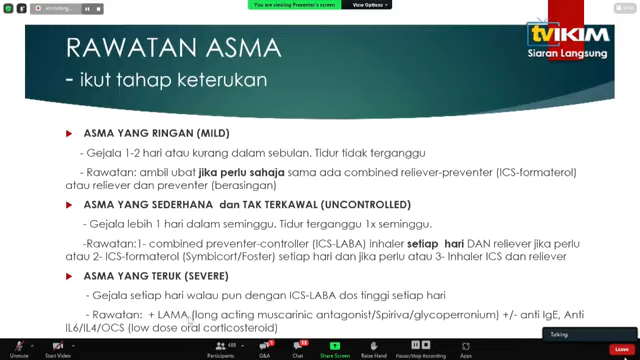 You are viewing Presenter's screen
View Options
tvIKIM
Siaran Langsung
RAWATAN ASMA
- ikut tahap keterukan
ASMA YANG RINGAN (MILD)
- Gejala 1-2 hari atau kurang dalam sebulan. Tidur tidak terganggu
- Rawatan: ambil ubat jika perlu sahaja sama ada combined reliever-preventer (ICS-formaterol)
atau reliever dan preventer (berasingan)
ASMA YANG SEDERHANA dan TAK TERKAWAL (UNCONTROLLED)
- Gejala lebih 1 hari dalam seminggu. Tidur terganggu 1x seminggu.
-Rawatan:1- combined preventer-controller (ICS-LABA) inhaler setiap hari DAN reliever jika perlu
atau 2- ICS-formaterol (Symbicort/Foster) setiap hari dan jika perlu atau 3- Inhaler ICS dan reliever
ASMA YANG TERUK (SEVERE)
- Gejala setiap hari walau pun dengan ICS-LABA dos tinggi setiap hari
- Rawatan: + LAMA (long acting muscarinic antagonist/Spiriva/glycoperronium) +/- anti IgE, Anti
IL6/IL4/OCS (low dose oral corticosteroid)
Talking:
Unmute
Start Video
Participants
Q&A
Chat
Share Screen
Raise Hand
Pause/Stop Recording
Apps
Leave